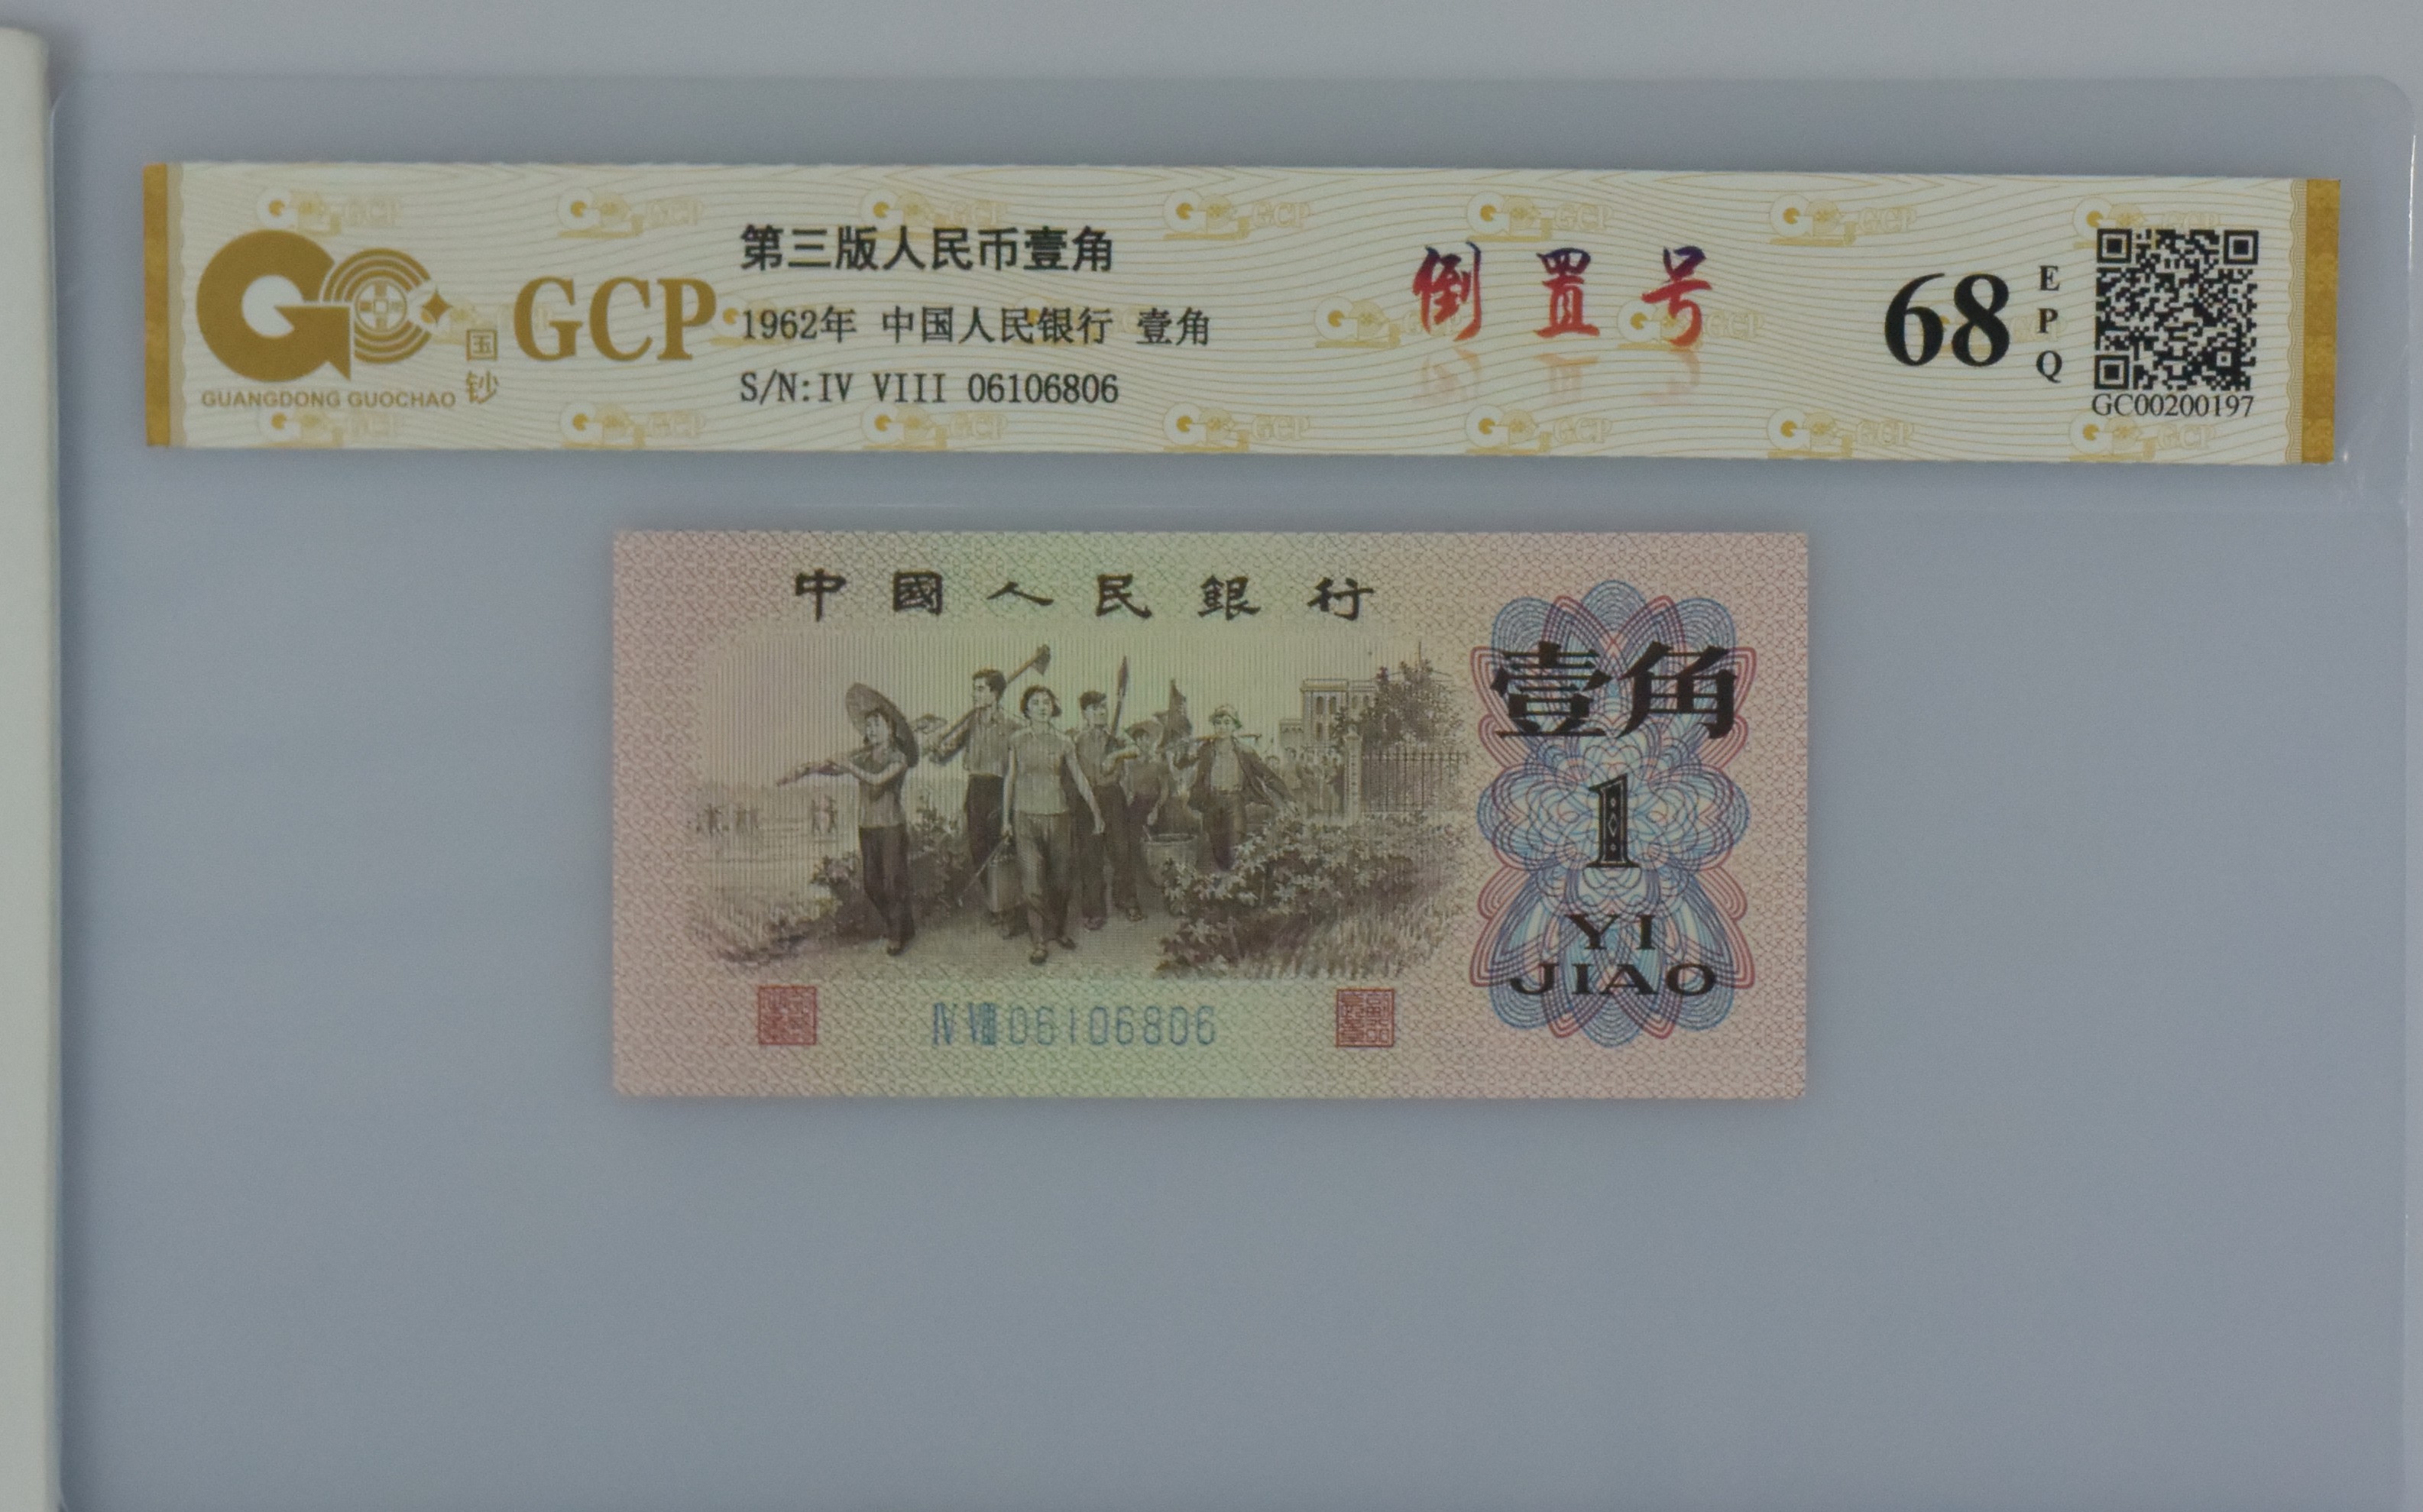 GCP
国钞
GUANGDONG GUOCHAO
第三版人民币壹角
1962年 中国人民银行 壹角
S/N:IV VIII 06106806
倒置号
68
EPQ
GC00200197
中國人民銀行
壹角
1
YI
JIAO
IV VIII 06106806